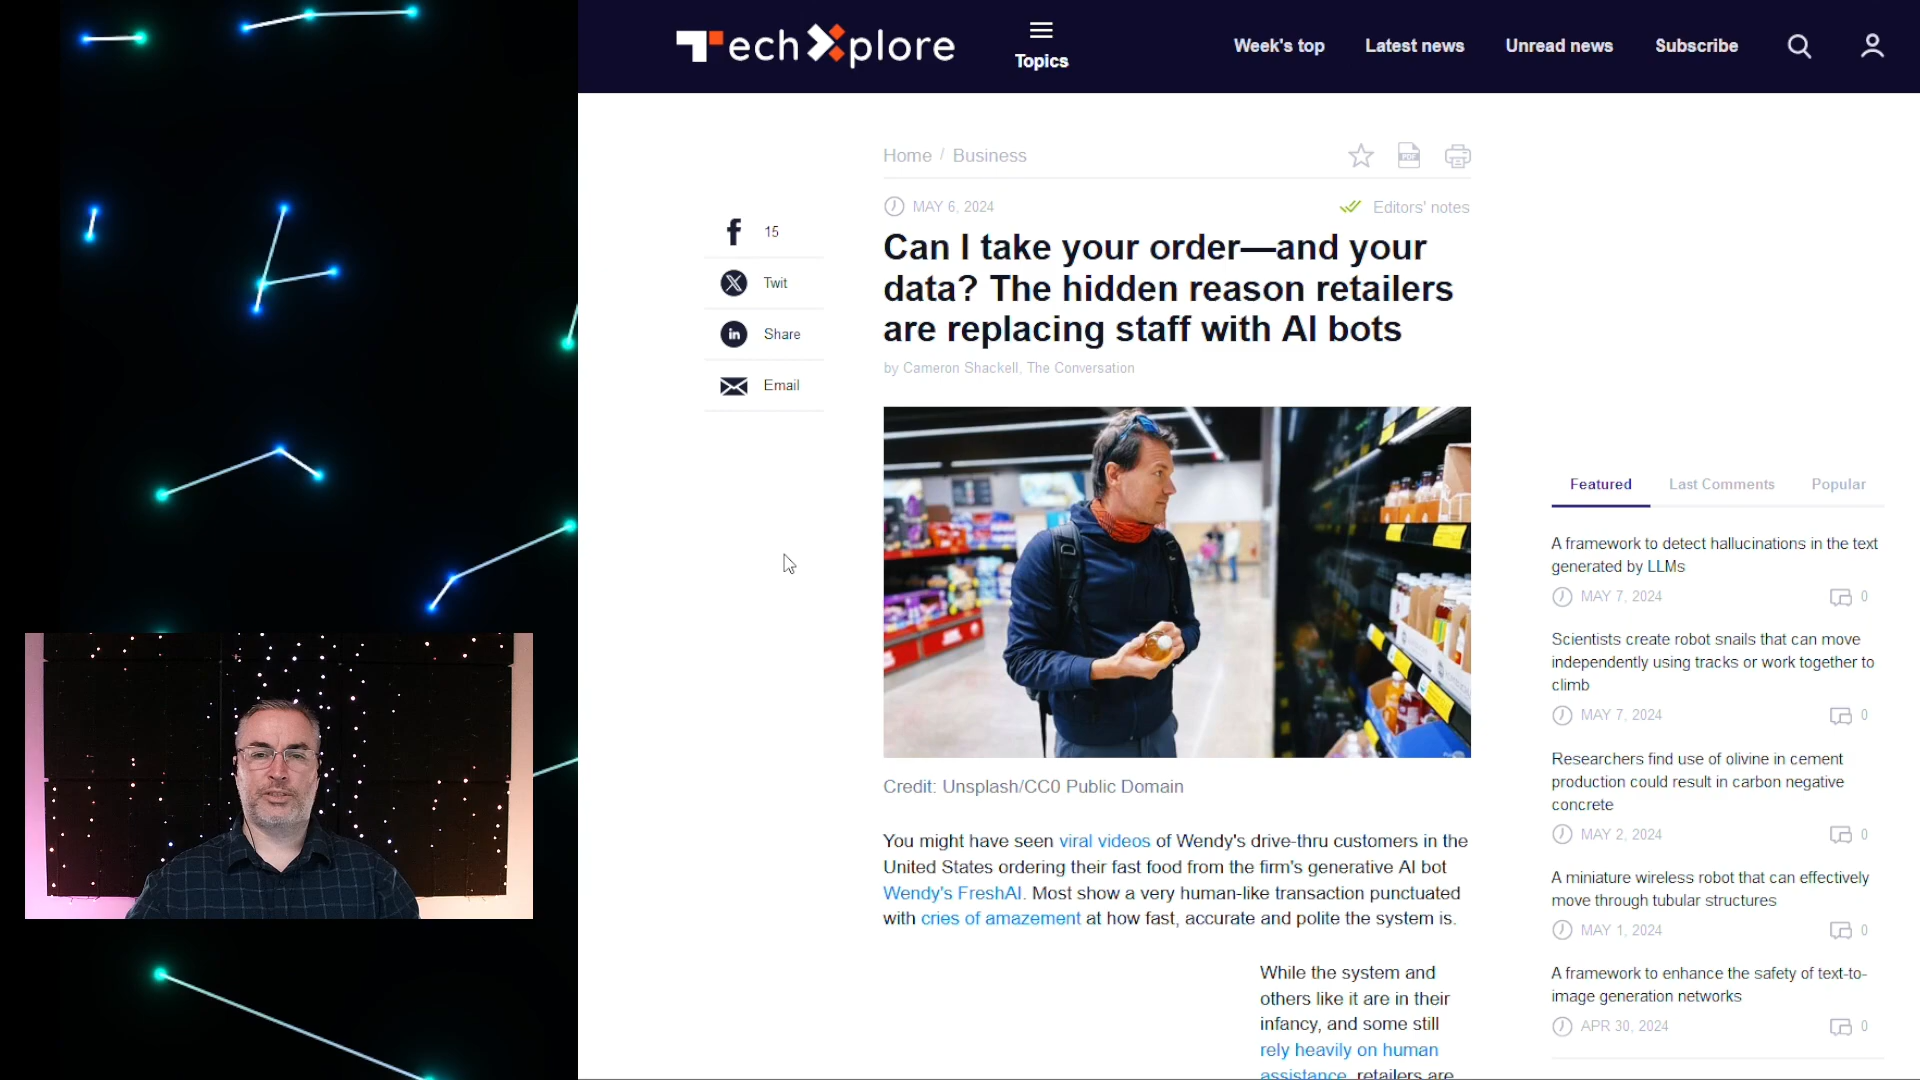 Tech Xplore
Topics
Week's top
Latest news
Unread news
Subscribe
Home / Business
PDF
MAY 6, 2024
Editors' notes
15
Twit
Share
Email
Can I take your order—and your
data? The hidden reason retailers
are replacing staff with AI bots
by Cameron Shackell, The Conversation
Credit: Unsplash/CC0 Public Domain
You might have seen viral videos of Wendy's drive-thru customers in the
United States ordering their fast food from the firm's generative AI bot
Wendy's FreshAI. Most show a very human-like transaction punctuated
with cries of amazement at how fast, accurate and polite the system is.
While the system and
others like it are in their
infancy, and some still
rely heavily on human
assistance, retailers are
Featured
Last Comments
Popular
A framework to detect hallucinations in the text
generated by LLMs
MAY 7, 2024
0
Scientists create robot snails that can move
independently using tracks or work together to
climb
MAY 7, 2024
0
Researchers find use of olivine in cement
production could result in carbon negative
concrete
MAY 2, 2024
0
A miniature wireless robot that can effectively
move through tubular structures
MAY 1, 2024
0
A framework to enhance the safety of text-to-
image generation networks
APR 30, 2024
0